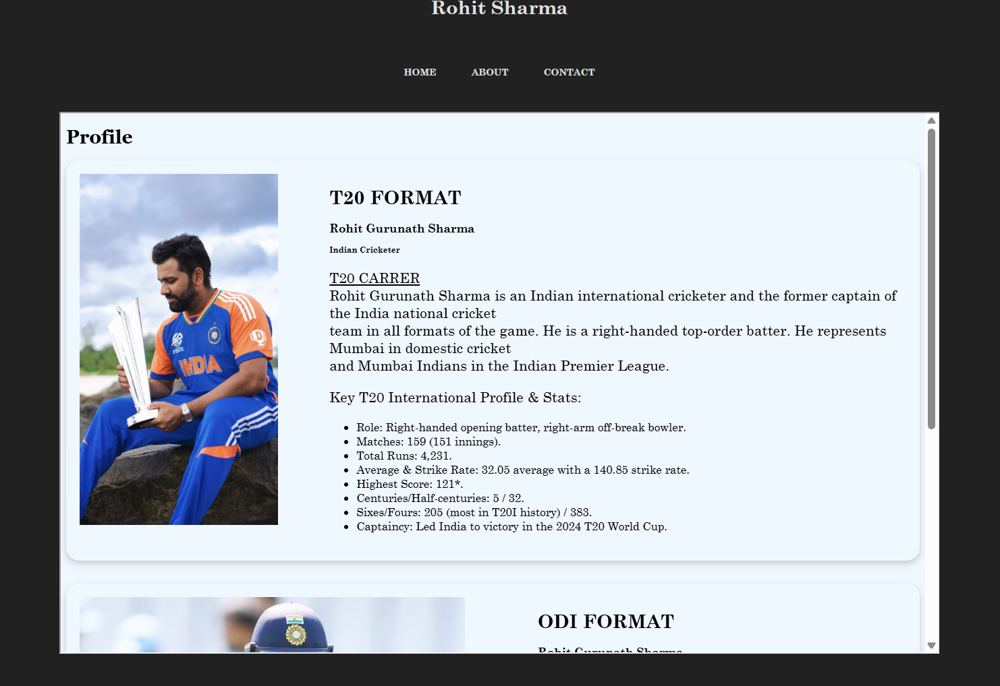 Rohit Sharma
HOME ABOUT CONTACT
Profile
T20 FORMAT
Rohit Gurunath Sharma
Indian Cricketer
T20 CARRER
Rohit Gurunath Sharma is an Indian international cricketer and the former captain of
the India national cricket
team in all formats of the game. He is a right-handed top-order batter. He represents
Mumbai in domestic cricket
and Mumbai Indians in the Indian Premier League.
Key T20 International Profile & Stats:
Role: Right-handed opening batter, right-arm off-break bowler.
Matches: 159 (151 innings).
Total Runs: 4,231.
Average & Strike Rate: 32.05 average with a 140.85 strike rate.
Highest Score: 121*.
Centuries/Half-centuries: 5 / 32.
Sixes/Fours: 205 (most in T20I history) / 383.
Captaincy: Led India to victory in the 2024 T20 World Cup.
INDIA
ODI FORMAT
Rohit Gurunath Sharma